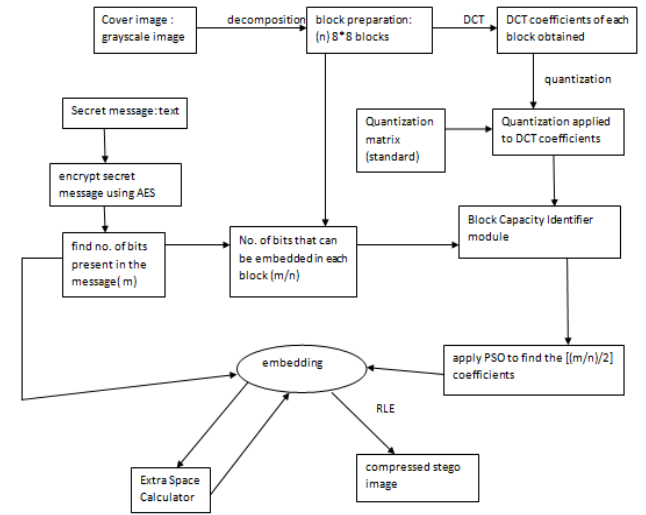 Cover image :
grayscale image
decomposition
block preparation:
(n) 8*8 blocks
DCT
DCT coefficients of each
block obtained
quantization
Secret message: text
Quantization
matrix
(standard)
Quantization applied
to DCT coefficients
encrypt secret
message using AES
find no. of bits
present in the
message( m)
No. of bits that can
be embedded in each
block (m/n)
Block Capacity Identifier
module
embedding
apply PSO to find the [(m/n)/2]
coefficients
RLE
Extra Space
Calculator
compressed stego
image